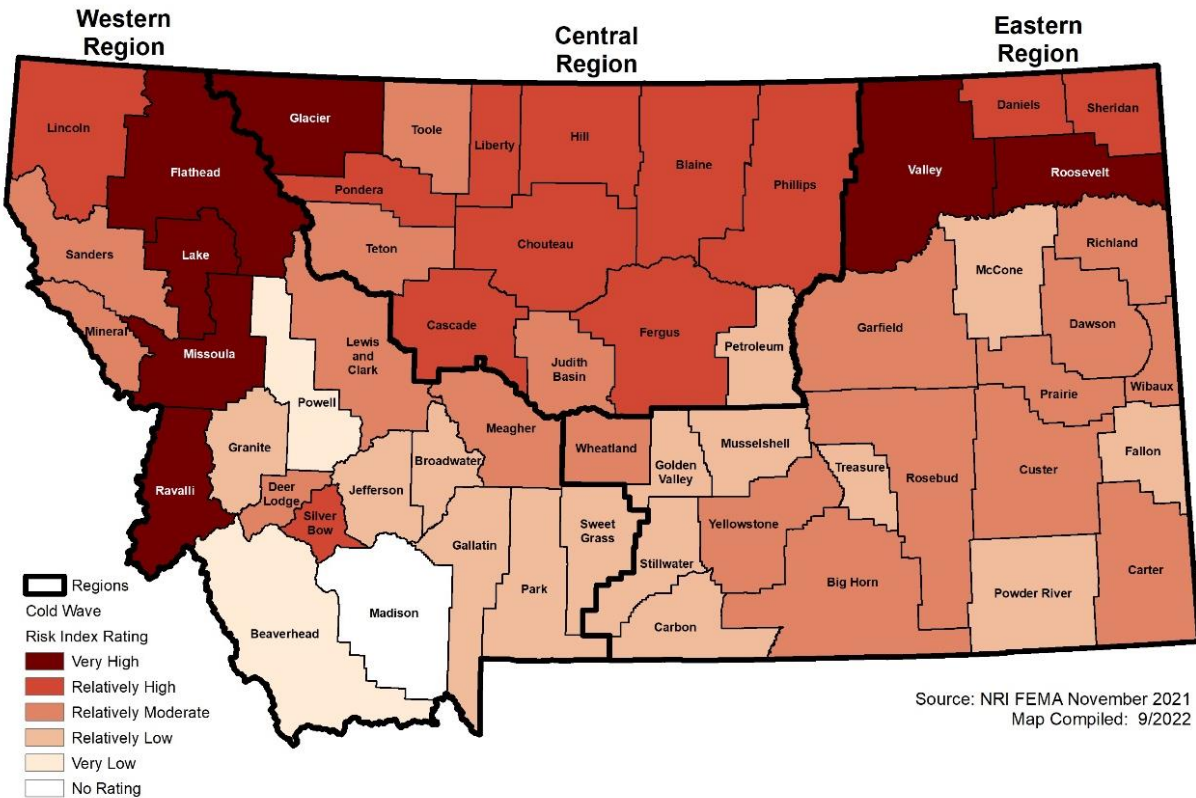 Western
Region
Central
Region
Eastern
Region
Lincoln
Flathead
Glacier
Toole
Liberty
Hill
Blaine
Phillips
Valley
Daniels
Sheridan
Roosevelt
Pondera
Teton
Chouteau
Sanders
Lake
Mineral
Missoula
Lewis
and
Clark
Powell
Cascade
Judith
Basin
Fergus
Petroleum
Garfield
McCone
Richland
Dawson
Prairie
Wibaux
Ravalli
Granite
Deer
Lodge
Silver
Bow
Jefferson
Broadwater
Meagher
Wheatland
Golden
Valley
Musselshell
Treasure
Rosebud
Custer
Fallon
Gallatin
Park
Sweet
Grass
Stillwater
Yellowstone
Big Horn
Powder River
Carter
Carbon
Madison
Beaverhead
Regions
Cold Wave
Risk Index Rating
Very High
Relatively High
Relatively Moderate
Relatively Low
Very Low
No Rating
Source: NRI FEMA November 2021
Map Compiled: 9/2022